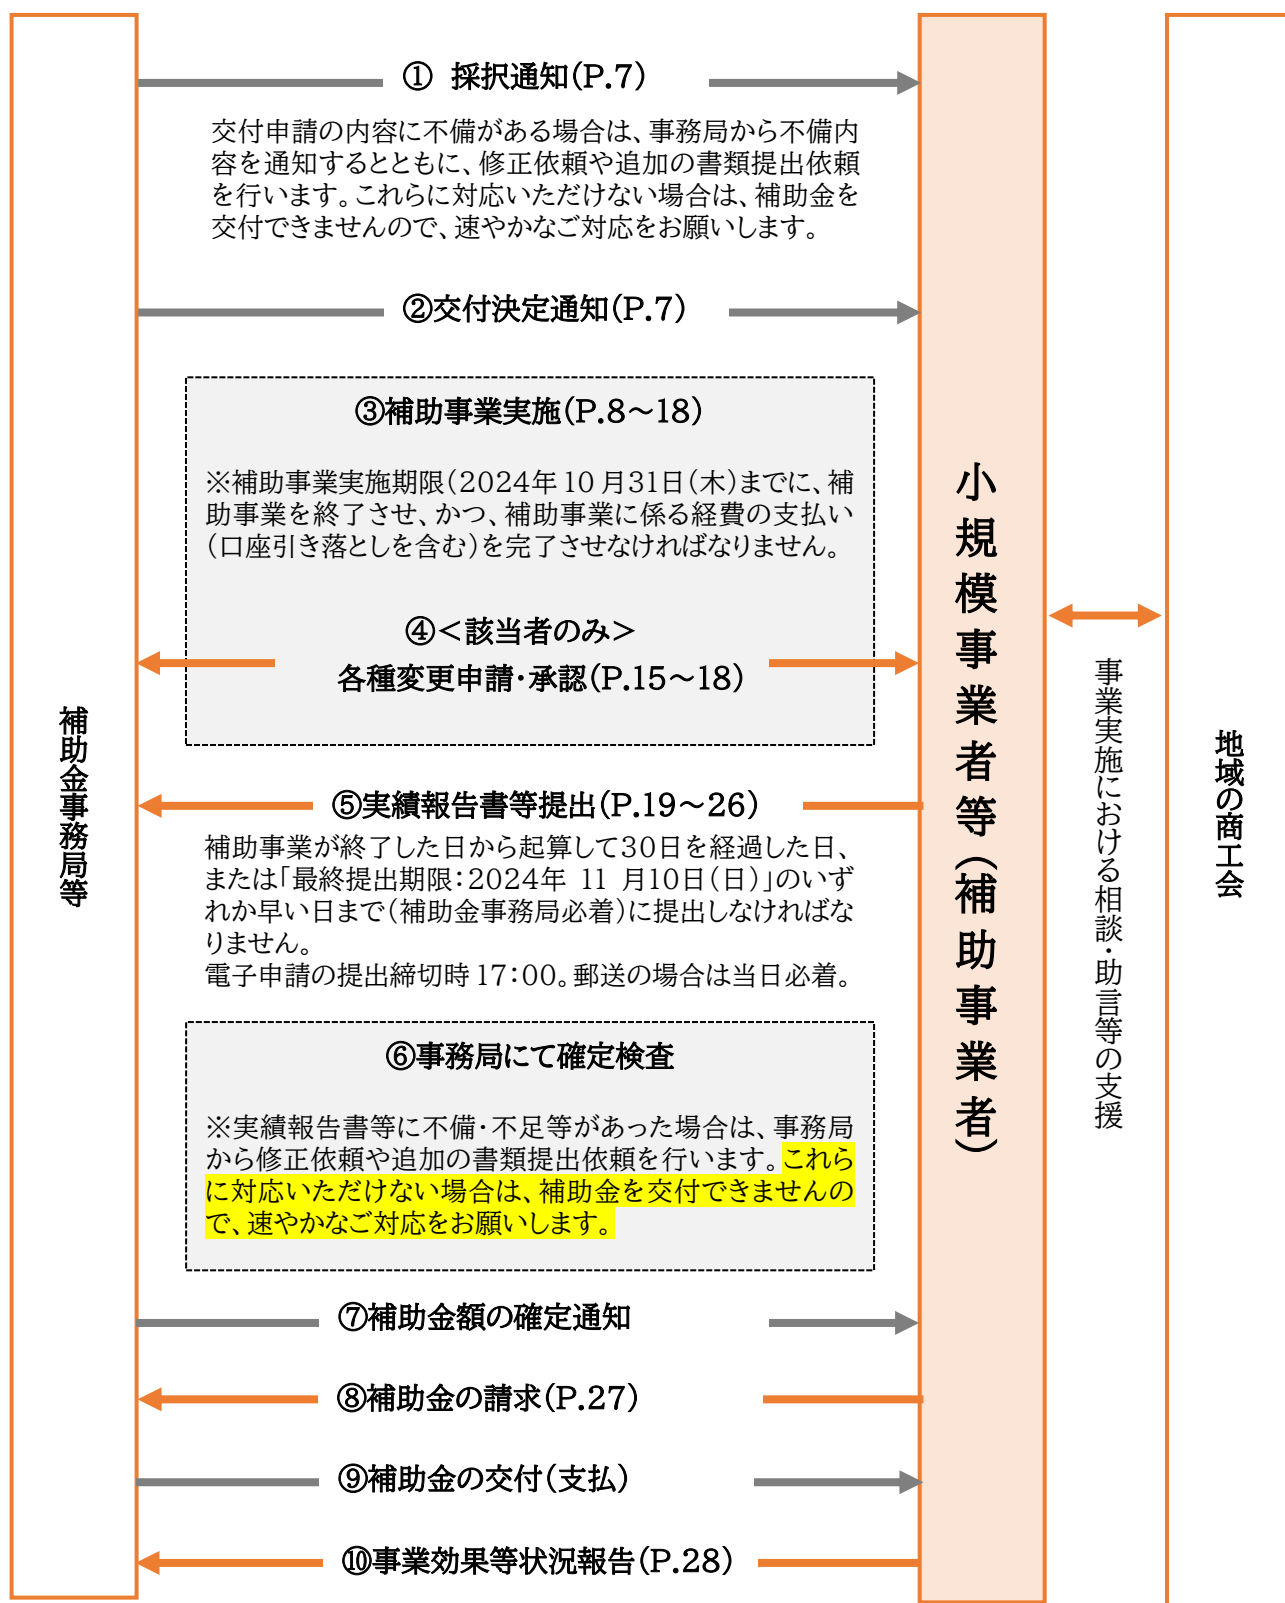 ① 採択通知(P.7)
交付申請の内容に不備がある場合は、事務局から不備内
容を通知するとともに、修正依頼や追加の書類提出依頼
を行います。これらに対応いただけない場合は、補助金を
交付できませんので、速やかなご対応をお願いします。
②交付決定通知(P.7)
③補助事業実施(P.8～18)
※補助事業実施期限(2024年10月31日(木)までに、補
助事業を終了させ、かつ、補助事業に係る経費の支払い
(口座引き落としを含む)を完了させなければなりません。
④<該当者のみ>
各種変更申請・承認(P.15～18)
⑤実績報告書等提出(P.19～26)
補助事業が終了した日から起算して30日を経過した日、
または「最終提出期限:2024年 11 月10日(日)」のいず
れか早い日まで(補助金事務局必着)に提出しなければな
りません。
電子申請の提出締切時 17:00。郵送の場合は当日必着。
⑥事務局にて確定検査
※実績報告書等に不備・不足等があった場合は、事務局
から修正依頼や追加の書類提出依頼を行います。これら
に対応いただけない場合は、補助金を交付できませんの
で、速やかなご対応をお願いします。
⑦補助金額の確定通知
⑧補助金の請求(P.27)
⑨補助金の交付(支払)
⑩事業効果等状況報告(P.28)
補助金事務局等
小規模事業者等(補助事業者)
事業実施における相談・助言等の支援
地域の商工会